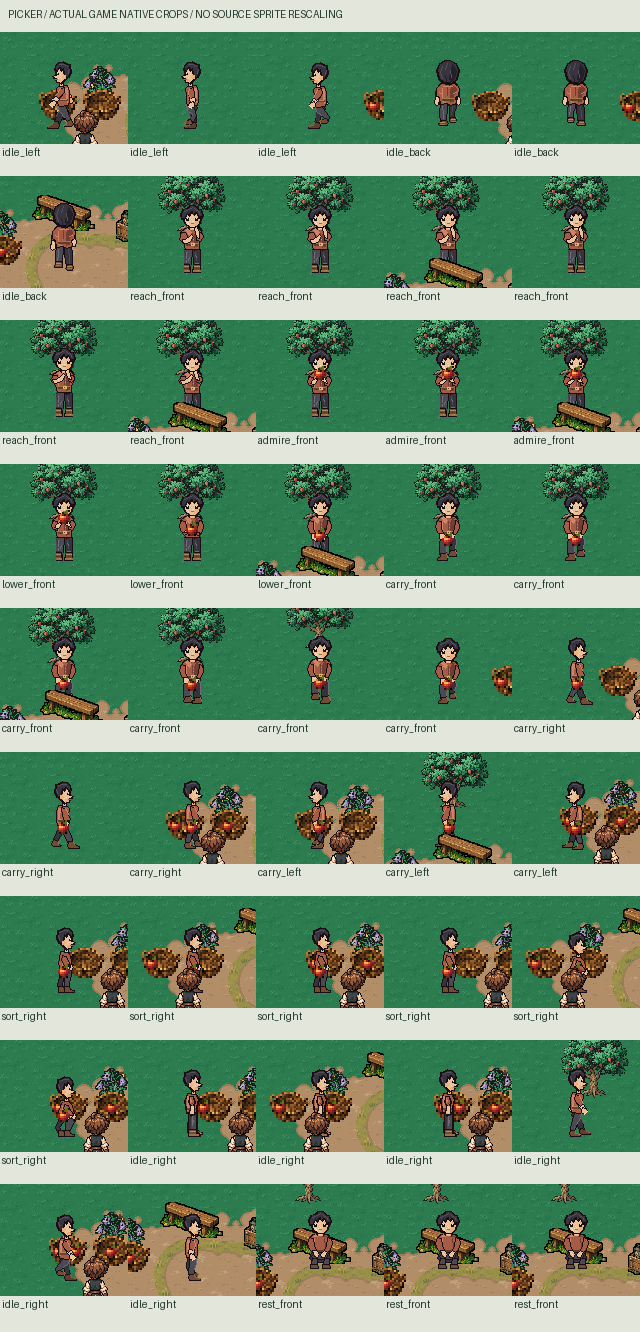 PICKER / ACTUAL GAME NATIVE CROPS / NO SOURCE SPRITE RESCALING
idle_left idle_left idle_left idle_back idle_back
idle_back reach_front reach_front reach_front reach_front
reach_front reach_front admire_front admire_front admire_front
lower_front lower_front lower_front carry_front carry_front
carry_front carry_front carry_front carry_front carry_right
carry_right carry_right carry_left carry_left carry_left
sort_right sort_right sort_right sort_right sort_right
sort_right idle_right idle_right idle_right idle_right
idle_right idle_right rest_front rest_front rest_front